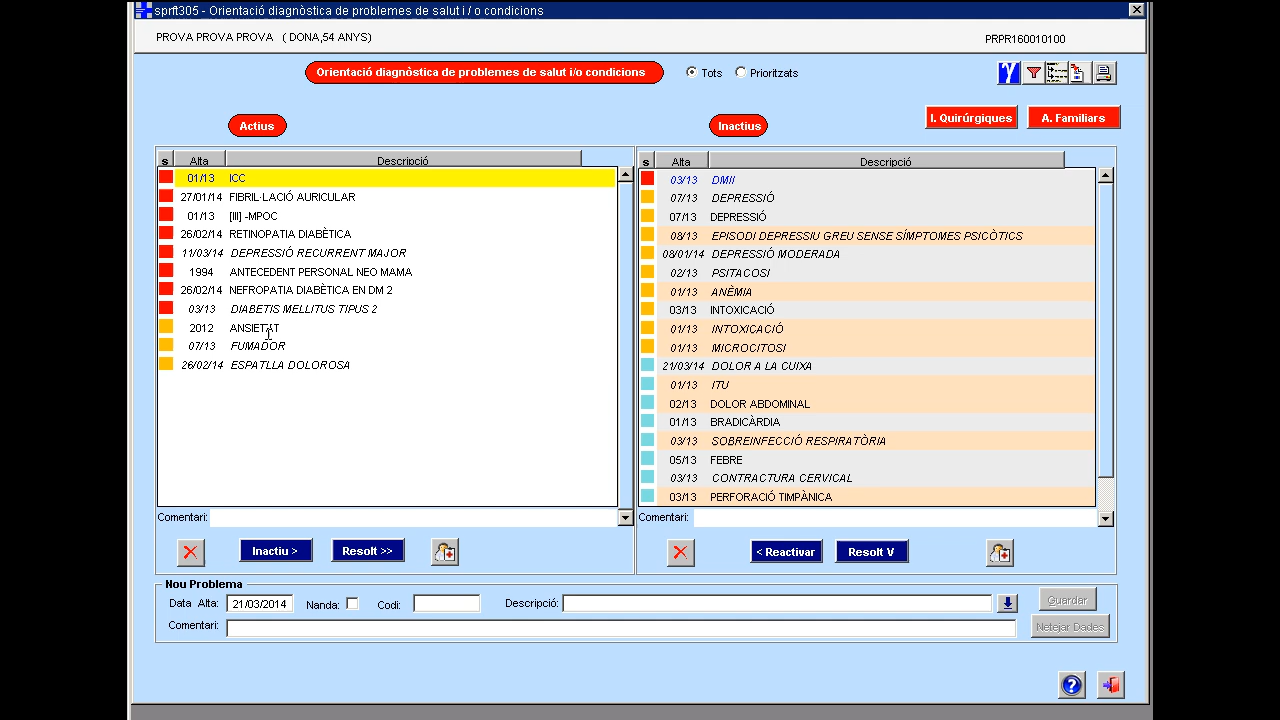 sprft305 - Orientació diagnòstica de problemes de salut i / o condicions
PROVA PROVA PROVA ( DONA,54 ANYS)
PRPR160010100
Orientació diagnòstica de problemes de salut i/o condicions
Tots
Prioritzats
I. Quirúrgiques
A. Familiars
Actius
Inactius
s Alta Descripció
01/13 ICC
27/01/14 FIBRIL·LACIÓ AURICULAR
01/13 [III] -MPOC
26/02/14 RETINOPATIA DIABÈTICA
11/03/14 DEPRESSIÓ RECURRENT MAJOR
1994 ANTECEDENT PERSONAL NEO MAMA
26/02/14 NEFROPATIA DIABÈTICA EN DM 2
03/13 DIABETIS MELLITUS TIPUS 2
2012 ANSIETAT
07/13 FUMADOR
26/02/14 ESPATLLA DOLOROSA
Comentari:
Inactiu >
Resolt >>
s Alta Descripció
03/13 DMII
07/13 DEPRESSIÓ
07/13 DEPRESSIÓ
08/13 EPISODI DEPRESSIU GREU SENSE SÍMPTOMES PSICÒTICS
08/01/14 DEPRESSIÓ MODERADA
02/13 PSITACOSI
01/13 ANÈMIA
03/13 INTOXICACIÓ
01/13 INTOXICACIÓ
01/13 MICROCITOSI
21/03/14 DOLOR A LA CUIXA
01/13 ITU
02/13 DOLOR ABDOMINAL
01/13 BRADICÀRDIA
03/13 SOBREINFECCIÓ RESPIRATÒRIA
05/13 FEBRE
03/13 CONTRACTURA CERVICAL
03/13 PERFORACIÓ TIMPÀNICA
Comentari:
< Reactivar
Resolt V
Nou Problema
Data Alta: 21/03/2014 Nanda: Codi: Descripció:
Guardar
Comentari:
Netejar Dades